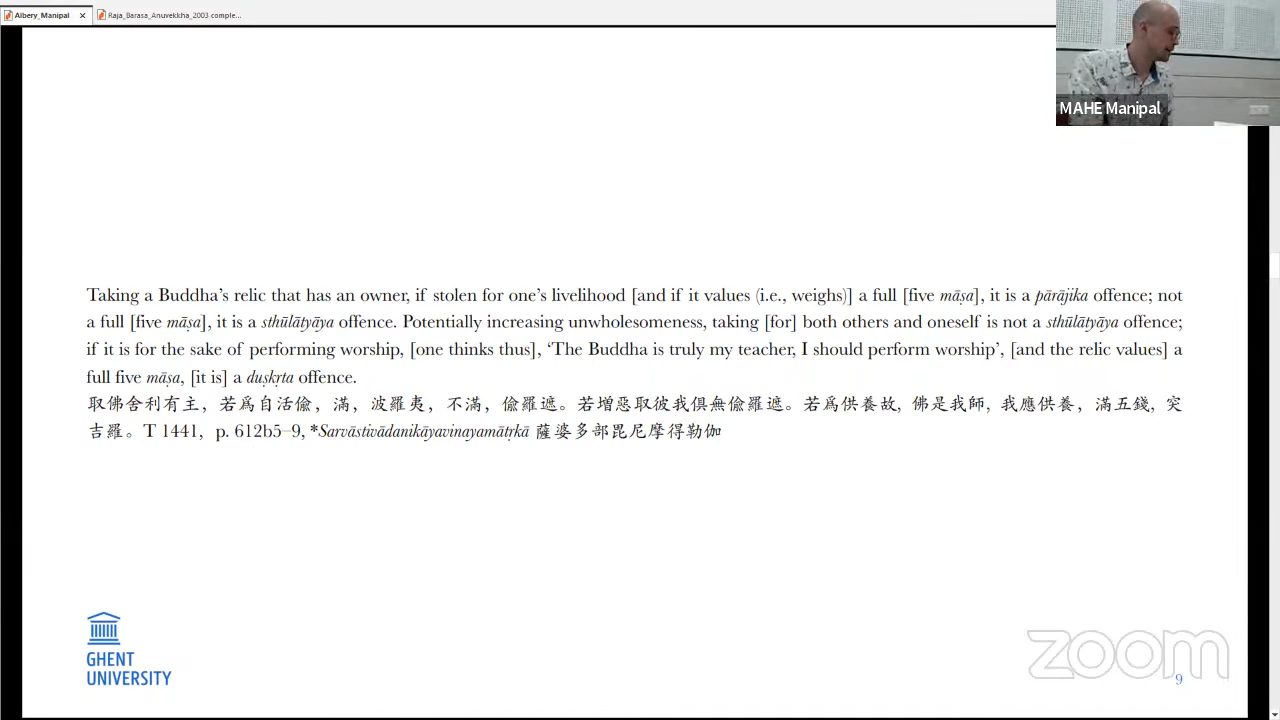 Albery_Manipal
Raja_Barasa_Anuvekkha_2003 comple...
MAHE Manipal
Taking a Buddha’s relic that has an owner, if stolen for one’s livelihood [and if it values (i.e., weighs)] a full [five māṣa], it is a pārājika offence; not
a full [five māṣa], it is a sthūlātyāya offence. Potentially increasing unwholesomeness, taking [for] both others and oneself is not a sthūlātyāya offence;
if it is for the sake of performing worship, [one thinks thus], ‘The Buddha is truly my teacher, I should perform worship’, [and the relic values] a
full five māṣa, [it is] a duṣkṛta offence.
取佛舍利有主，若爲自活偷，滿，波羅夷，不滿，偷羅遮。若增惡取彼我俱無偷羅遮。若爲供養故, 佛是我師, 我應供養，滿五錢, 突
吉羅。T 1441, p. 612b5–9, *Sarvāstivādanikāyavinayamātṛkā 薩婆多部毘尼摩得勒伽
GHENT
UNIVERSITY
zoom
9